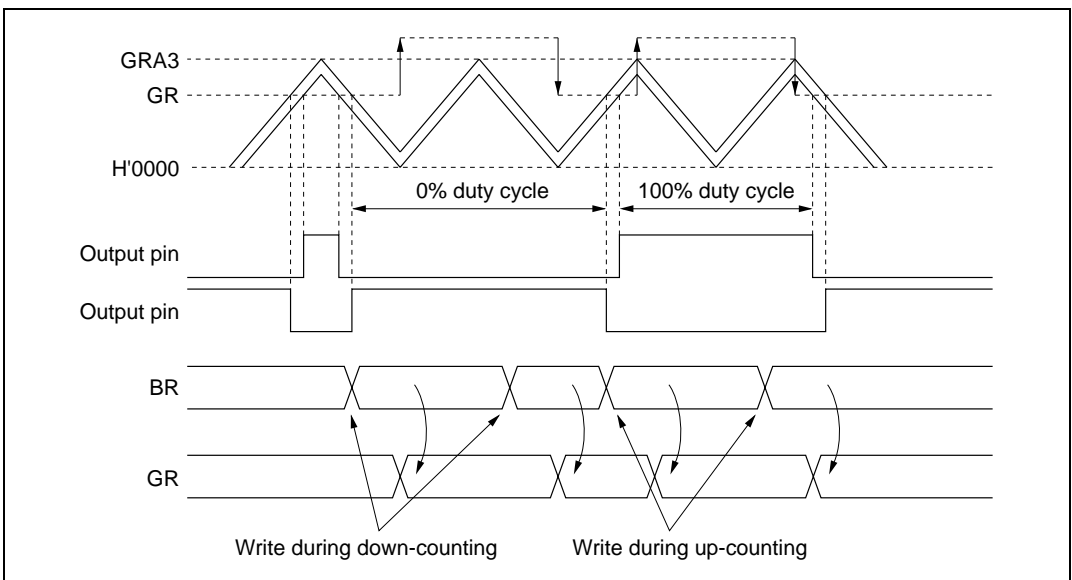 GRA3
GR
H'0000
0% duty cycle
100% duty cycle
Output pin
Output pin
BR
GR
Write during down-counting
Write during up-counting